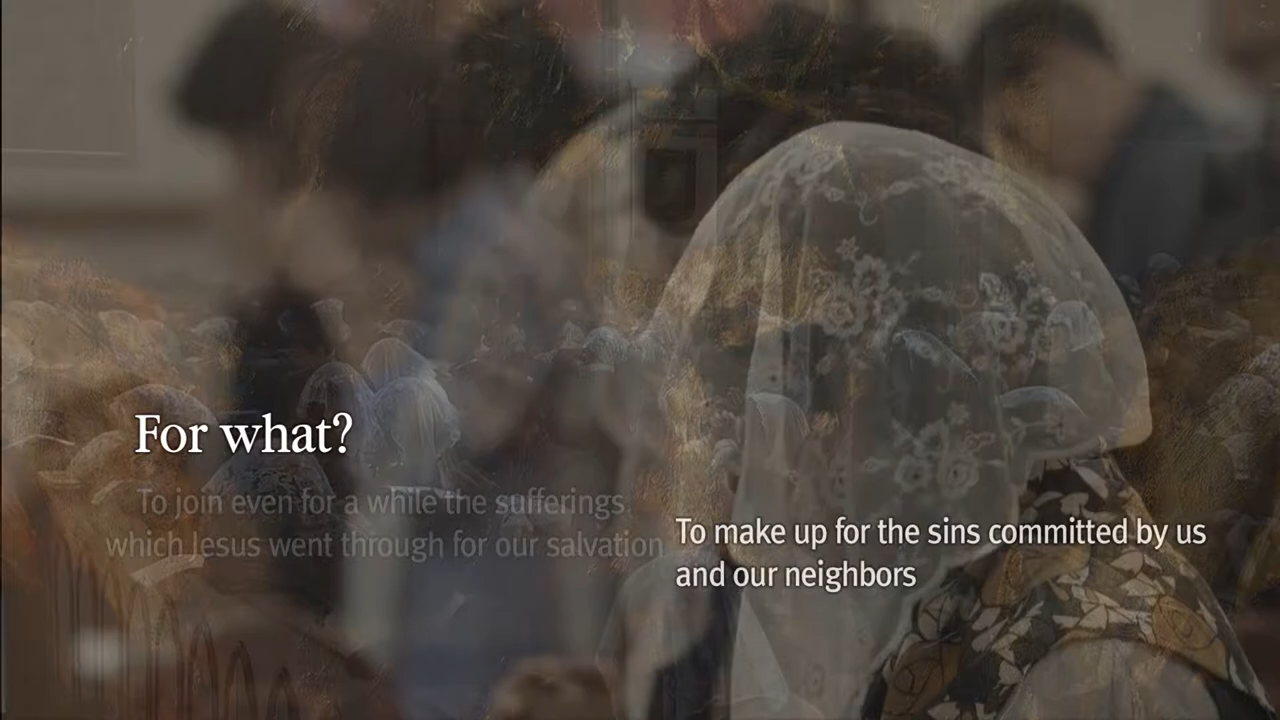 For what?
To join even for a while the sufferings
which Jesus went through for our salvation
To make up for the sins committed by us
and our neighbors